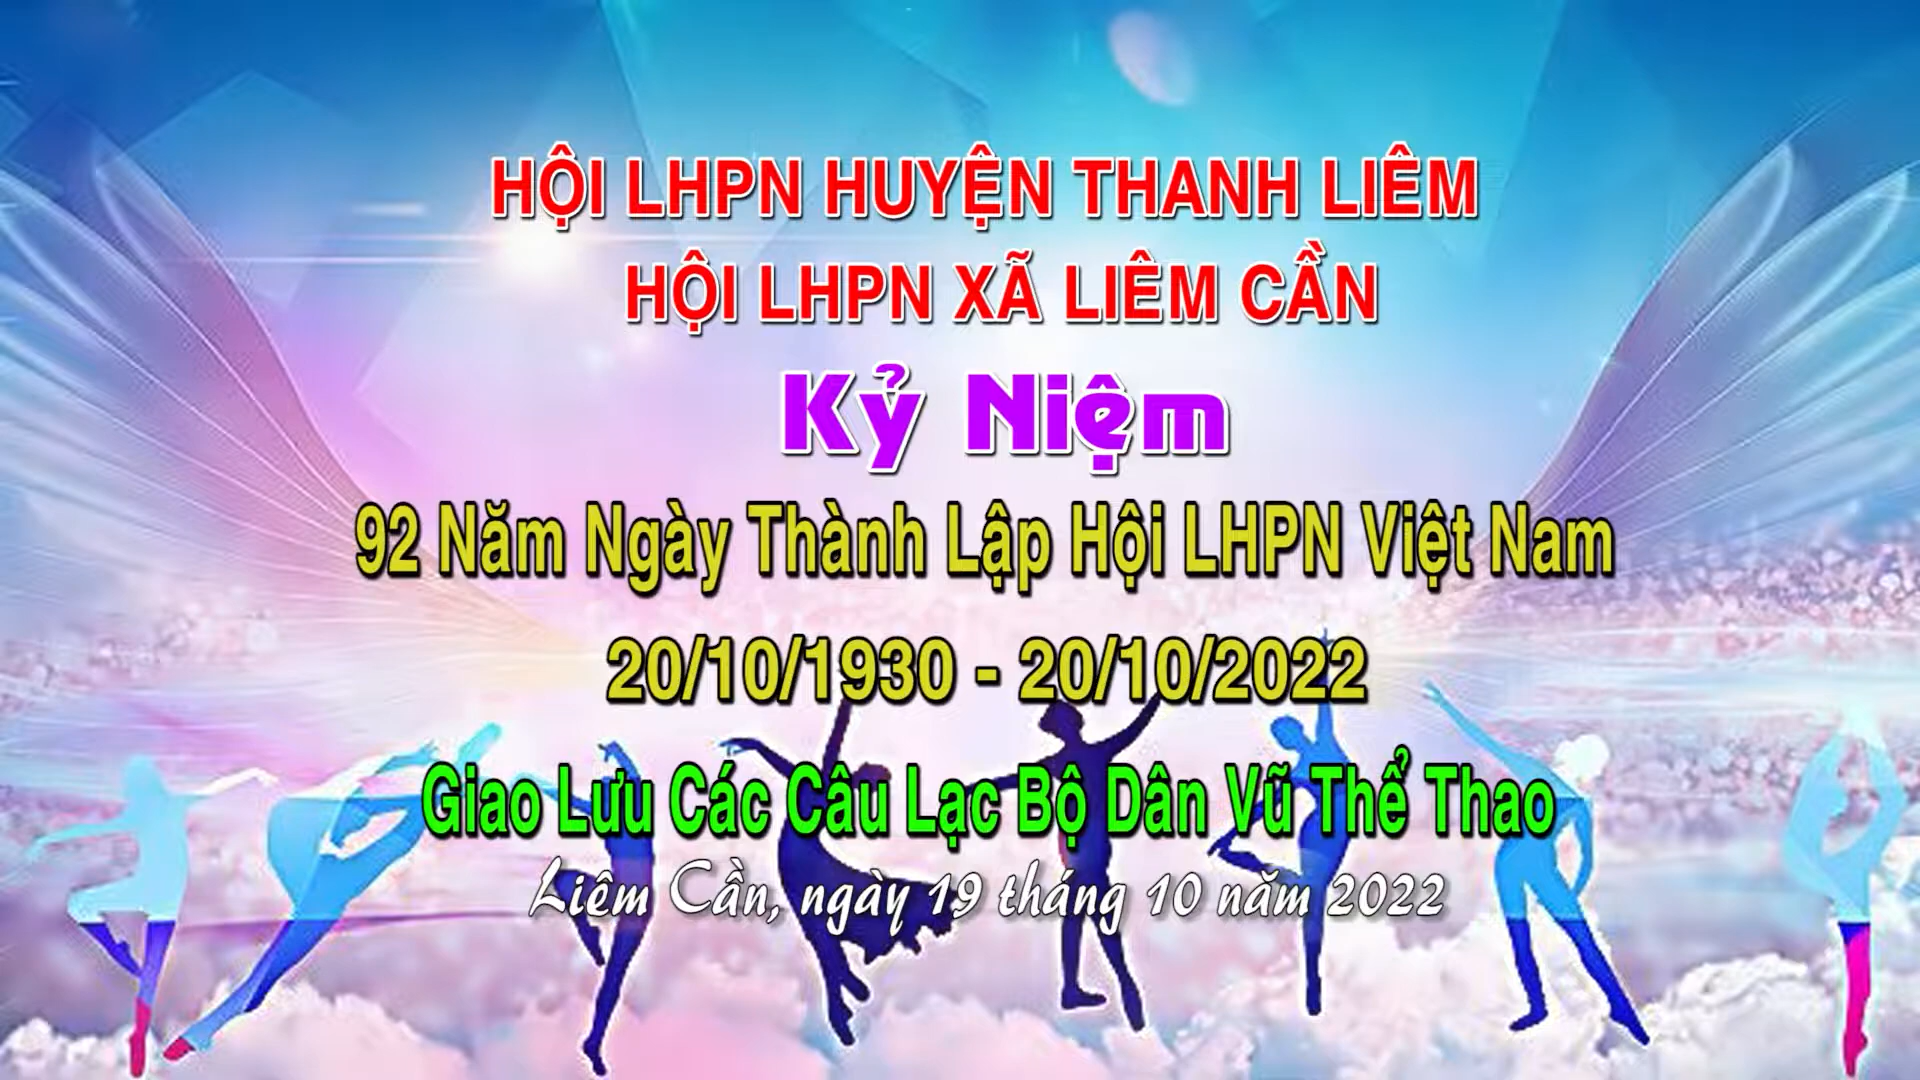 HỘI LHPN HUYỆN THANH LIÊM
HỘI LHPN XÃ LIÊM CẦN
Kỷ Niệm
92 Năm Ngày Thành Lập Hội LHPN Việt Nam
20/10/1930 - 20/10/2022
Giao Lưu Các Câu Lạc Bộ Dân Vũ Thể Thao
Liêm Cần, ngày 19 tháng 10 năm 2022